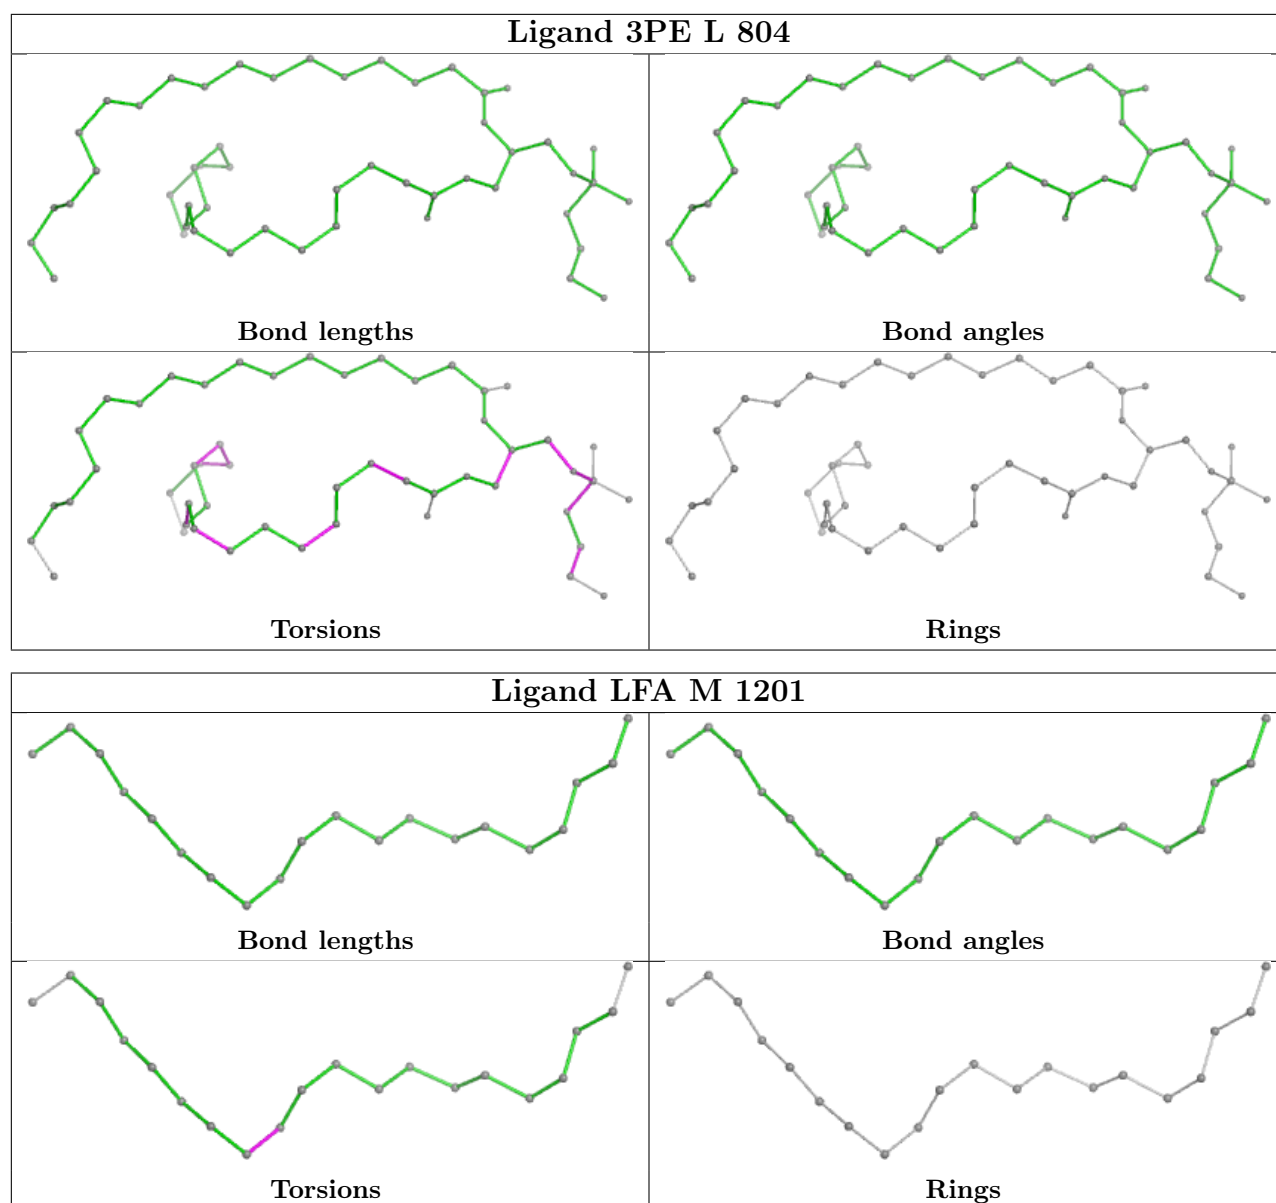 Ligand 3PE L 804
Bond lengths
Bond angles
Torsions
Rings
Ligand LFA M 1201
Bond lengths
Bond angles
Torsions
Rings